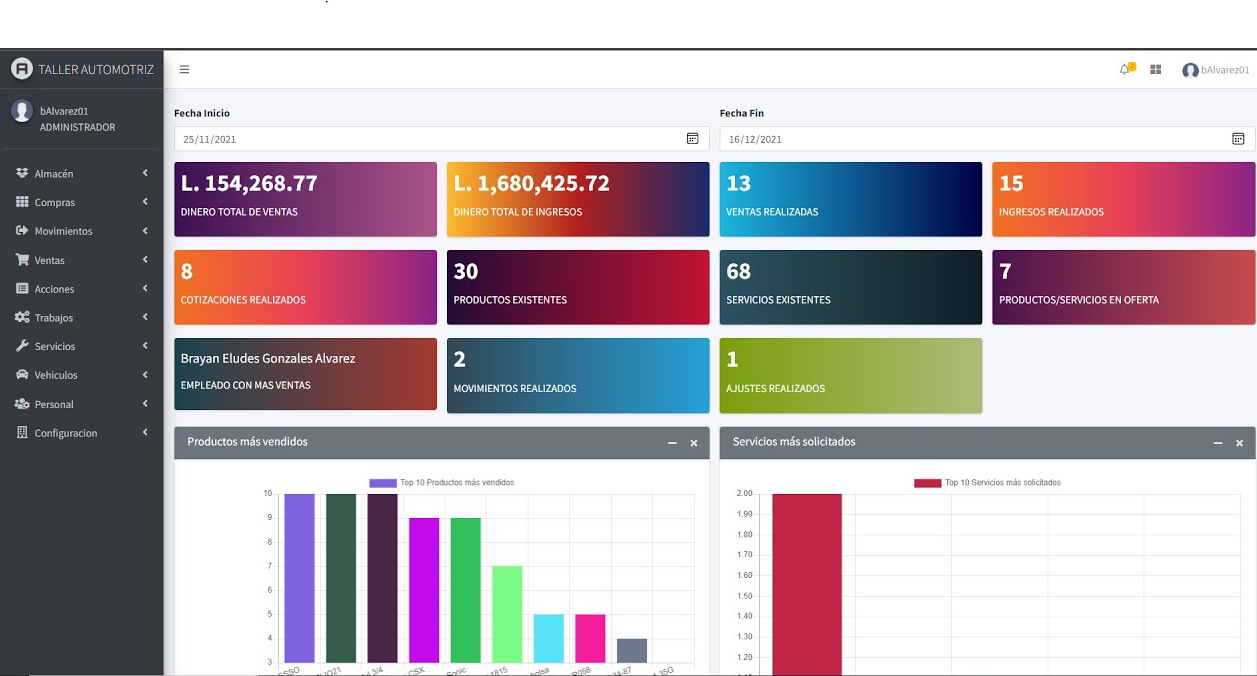 TALLER AUTOMOTRIZ
2
bAlvarez01
bAlvarez01
ADMINISTRADOR
Almacén
Compras
Movimientos
Ventas
Acciones
Trabajos
Servicios
Vehiculos
Personal
Configuracion
Fecha Inicio
25/11/2021
Fecha Fin
16/12/2021
L. 154,268.77
DINERO TOTAL DE VENTAS
L. 1,680,425.72
DINERO TOTAL DE INGRESOS
13
VENTAS REALIZADAS
15
INGRESOS REALIZADOS
8
COTIZACIONES REALIZADOS
30
PRODUCTOS EXISTENTES
68
SERVICIOS EXISTENTES
7
PRODUCTOS/SERVICIOS EN OFERTA
Brayan Eludes Gonzales Alvarez
EMPLEADO CON MAS VENTAS
2
MOVIMIENTOS REALIZADOS
1
AJUSTES REALIZADOS
Productos más vendidos
Top 10 Productos más vendidos
10
9
8
7
6
5
4
3
CSX
Sonic
1815
bolsa
Servicios más solicitados
Top 10 Servicios más solicitados
2.00
1.90
1.80
1.70
1.60
1.50
1.40
1.30
1.20